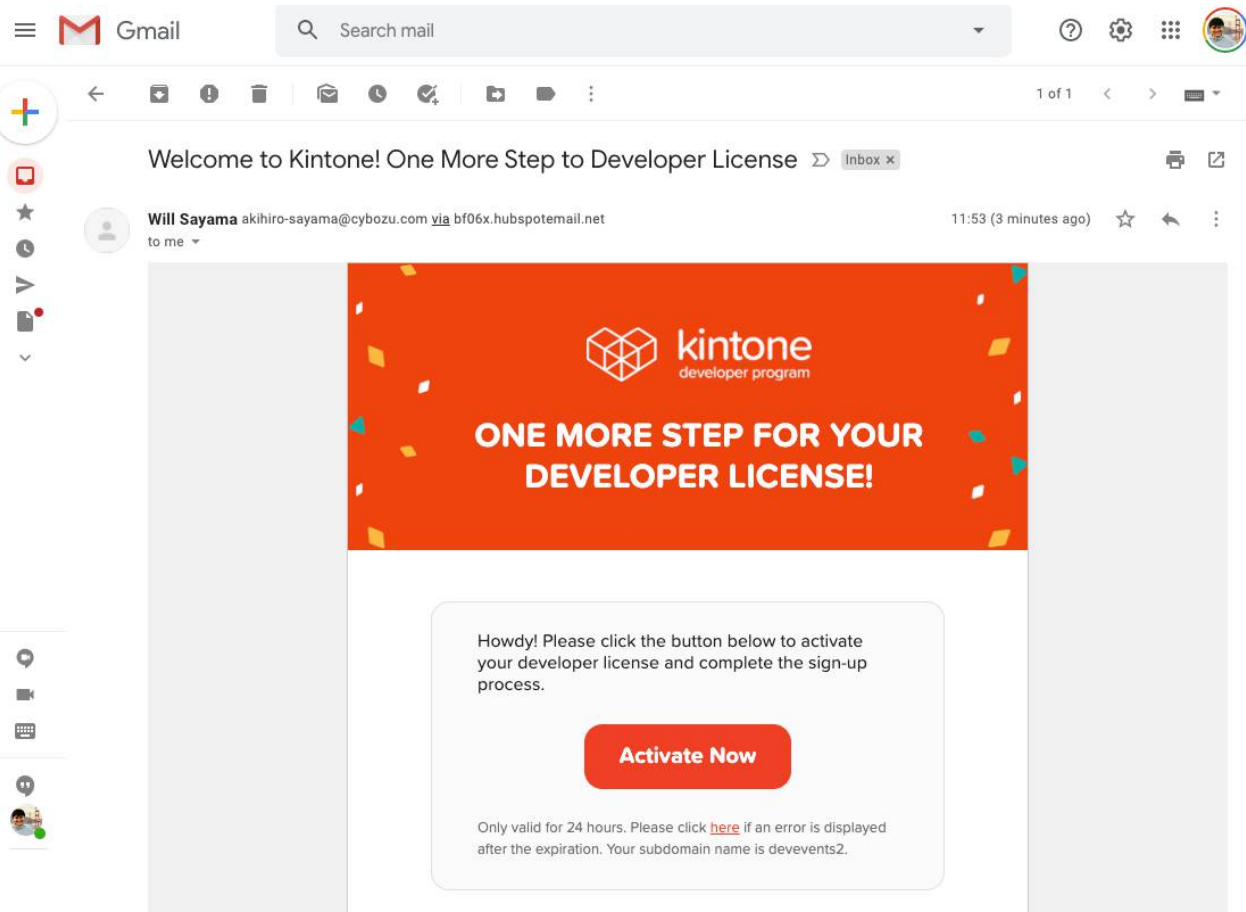 Gmail
Search mail
1 of 1
Welcome to Kintone! One More Step to Developer License
Inbox ×
Will Sayama akihiro-sayama@cybozu.com via bf06x.hubspotemail.net
11:53 (3 minutes ago)
to me
kintone
developer program
ONE MORE STEP FOR YOUR
DEVELOPER LICENSE!
Howdy! Please click the button below to activate
your developer license and complete the sign-up
process.
Activate Now
Only valid for 24 hours. Please click here if an error is displayed
after the expiration. Your subdomain name is devevents2.